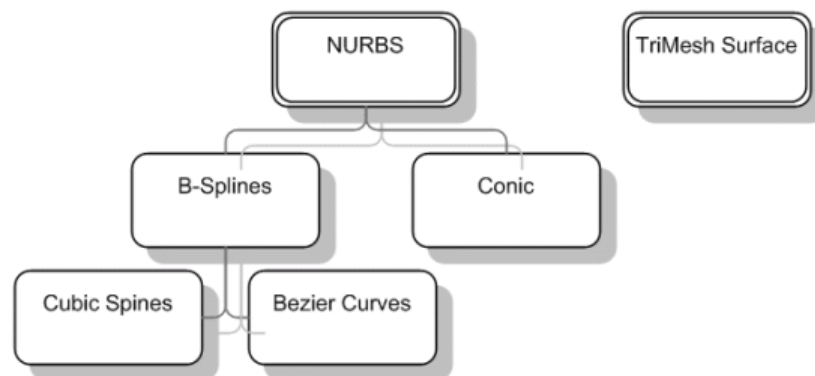 NURBS
TriMesh Surface
B-Splines
Conic
Cubic Spines
Bezier Curves